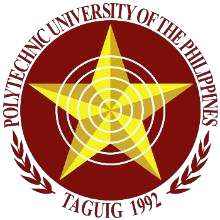 POLYTECHNIC UNIVERSITY OF THE PHILIPPINES
TAGUIG 1992